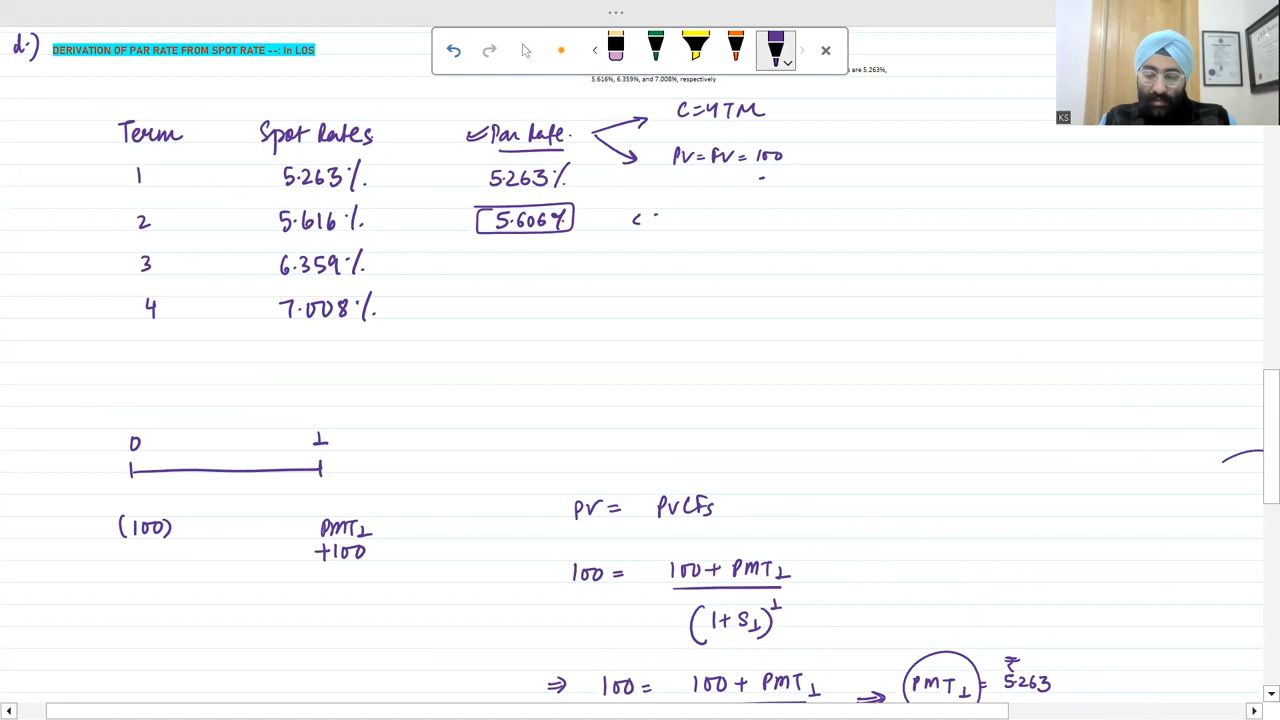 d.) DERIVATION OF PAR RATE FROM SPOT RATE --: In LOS
are 5.263%,
5.616%, 6.359%, and 7.008%, respectively
Term Spot Rates ✓Par Rate.
C=YTM
PV=FV=100
1 5.263%. 5.263%
2 5.616%. 5.606%
3 6.359%.
4 7.008%.
0 1
(100) PMT1
+100
PV = PVCFs
100 = 100 + PMT1
(1+S1)^1
⇒ 100 = 100 + PMT1 ⇒ PMT1 = ₹
5.263
KS